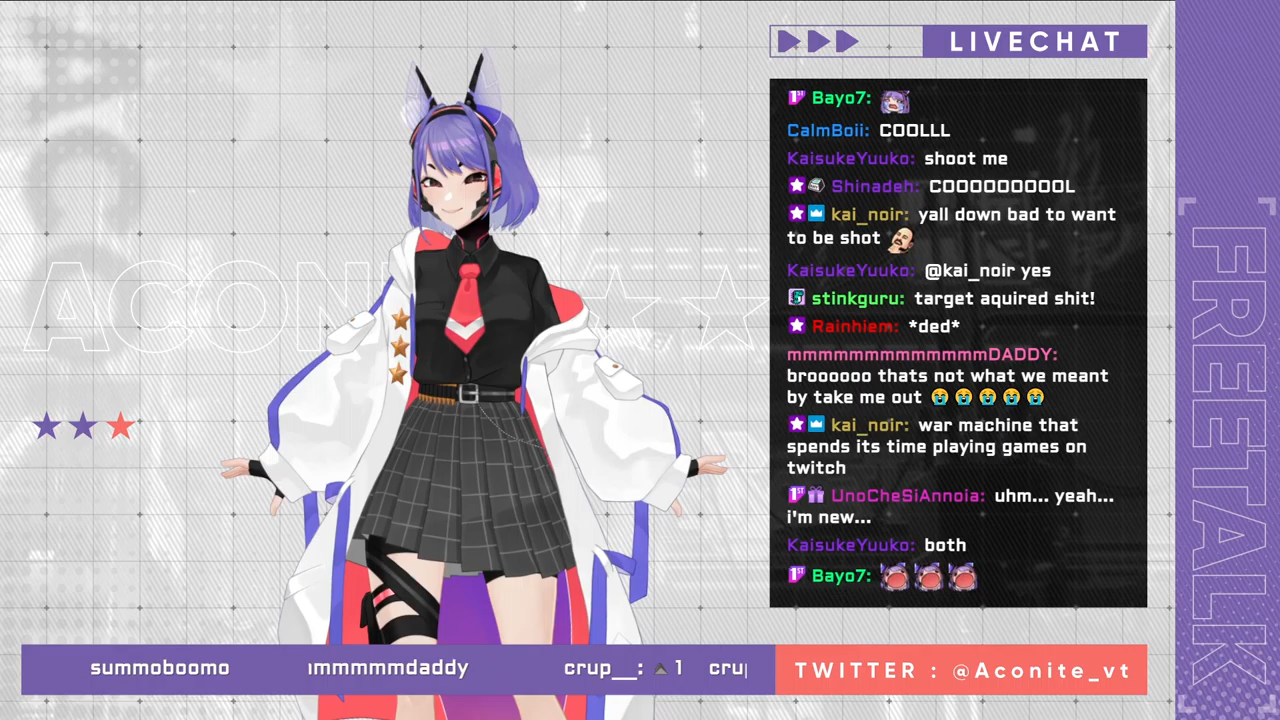 LIVECHAT
Bayo7:
CalmBoii: COOLLL
KaisukeYuuko: shoot me
Shinadeh: COOOOOOOOOL
kai_noir: yall down bad to want
to be shot
KaisukeYuuko: @kai_noir yes
stinkguru: target aquired shit!
Rainhiem: *ded*
mmmmmmmmmmmmmDADDY:
broooooo thats not what we meant
by take me out 😭😭😭😭😭
kai_noir: war machine that
spends its time playing games on
twitch
UnoCheSiAnnoia: uhm... yeah...
i'm new...
KaisukeYuuko: both
Bayo7:
FREETALK
ACONI
summoboomo mmmmmdaddy crup__: 1 cru
TWITTER : @Aconite_vt